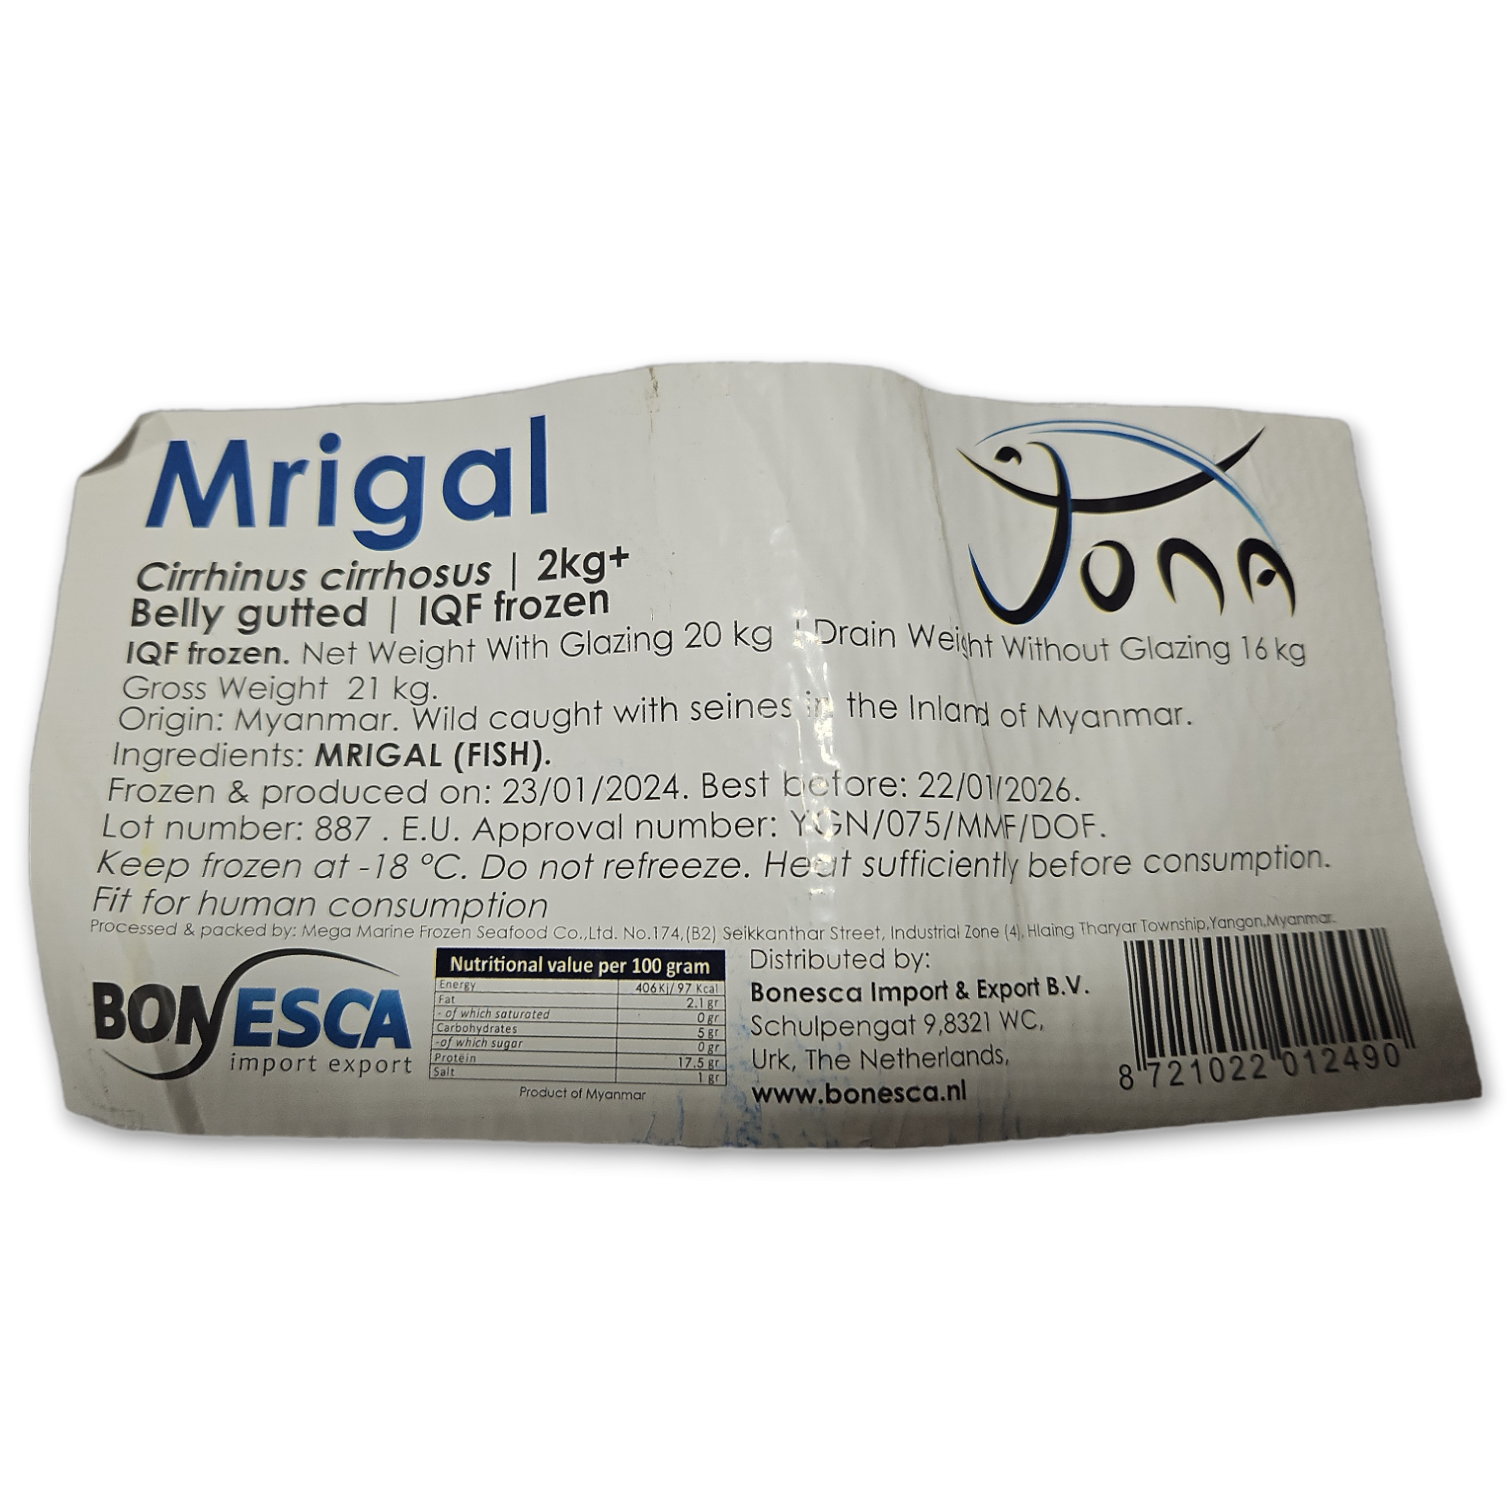 Mrigal
Jona
Cirrhinus cirrhosus | 2kg+
Belly gutted | IQF frozen
IQF frozen. Net Weight With Glazing 20 kg | Drain Weight Without Glazing 16 kg
Gross Weight 21 kg.
Origin: Myanmar. Wild caught with seines in the Inland of Myanmar.
Ingredients: MRIGAL (FISH).
Frozen & produced on: 23/01/2024. Best before: 22/01/2026.
Lot number: 887 . E.U. Approval number: YGN/075/MMF/DOF.
Keep frozen at -18 °C. Do not refreeze. Heat sufficiently before consumption.
Fit for human consumption
Processed & packed by: Mega Marine Frozen Seafood Co.,Ltd. No.174,(B2) Seikkanthar Street, Industrial Zone (4), Hlaing Tharyar Township,Yangon,Myanmar.
BONESCA
import export
Nutritional value per 100 gram
Energy 406Kj/ 97 Kcal
Fat 2.1 gr
- of which saturated 0 gr
Carbohydrates 5 gr
-of which sugar 0 gr
Protein 17.5 gr
Salt 1 gr
Product of Myanmar
Distributed by:
Bonesca Import & Export B.V.
Schulpengat 9,8321 WC,
Urk, The Netherlands,
www.bonesca.nl
8 721022 012490